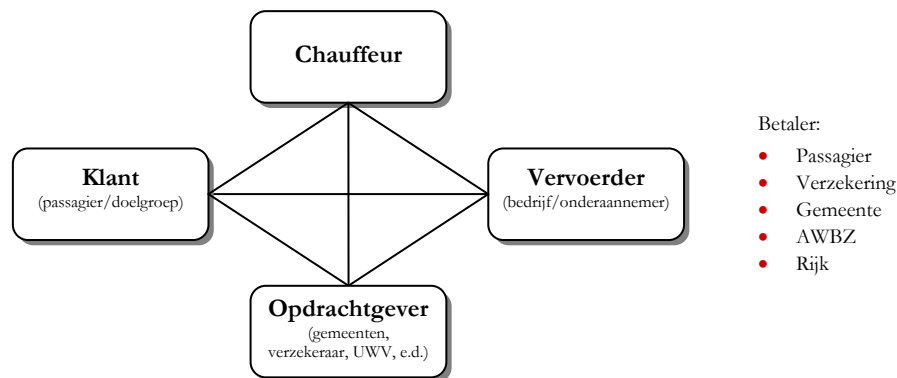 Chauffeur
Klant
(passagier/doelgroep)
Vervoerder
(bedrijf/onderaannemer)
Opdrachtgever
(gemeenten,
verzekeraar, UWV, e.d.)
Betaler:
• Passagier
• Verzekering
• Gemeente
• AWBZ
• Rijk